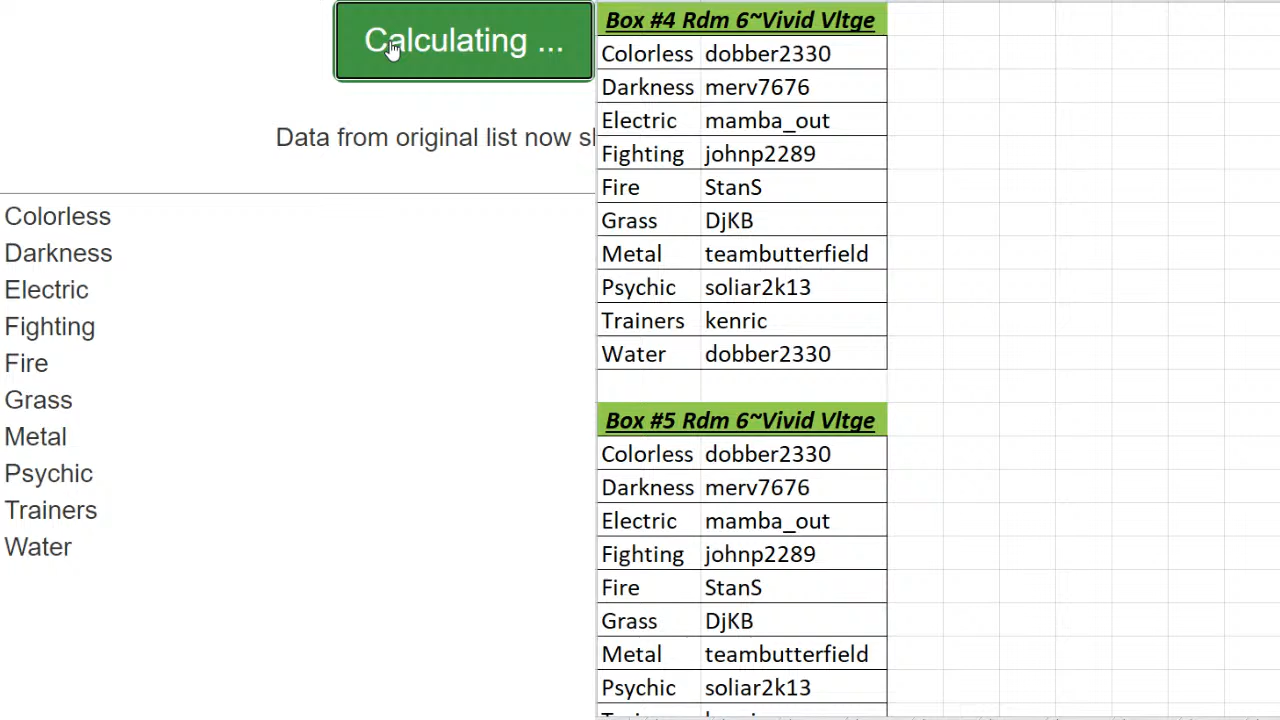 Calculating ...
Data from original list now
Colorless
Darkness
Electric
Fighting
Fire
Grass
Metal
Psychic
Trainers
Water
Box #4 Rdm 6~Vivid Vltge
Colorless dobber2330
Darkness merv7676
Electric mamba_out
Fighting johnp2289
Fire StanS
Grass DjKB
Metal teambutterfield
Psychic soliar2k13
Trainers kenric
Water dobber2330
Box #5 Rdm 6~Vivid Vltge
Colorless dobber2330
Darkness merv7676
Electric mamba_out
Fighting johnp2289
Fire StanS
Grass DjKB
Metal teambutterfield
Psychic soliar2k13